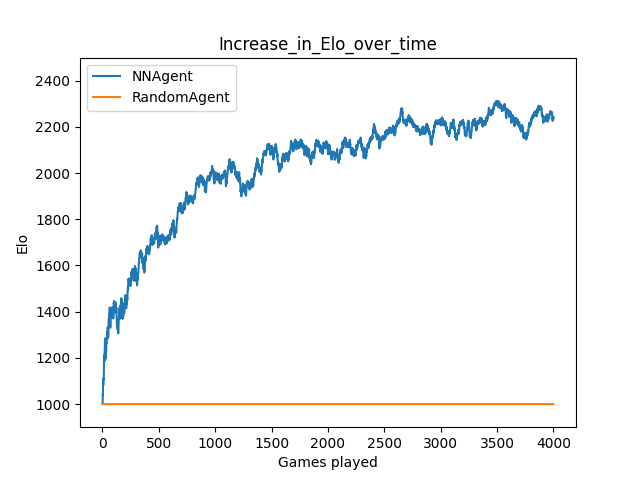 Increase_in_Elo_over_time
NNAgent
RandomAgent
2400
2200
2000
1800
1600
1400
1200
1000
Elo
0 500 1000 1500 2000 2500 3000 3500 4000
Games played